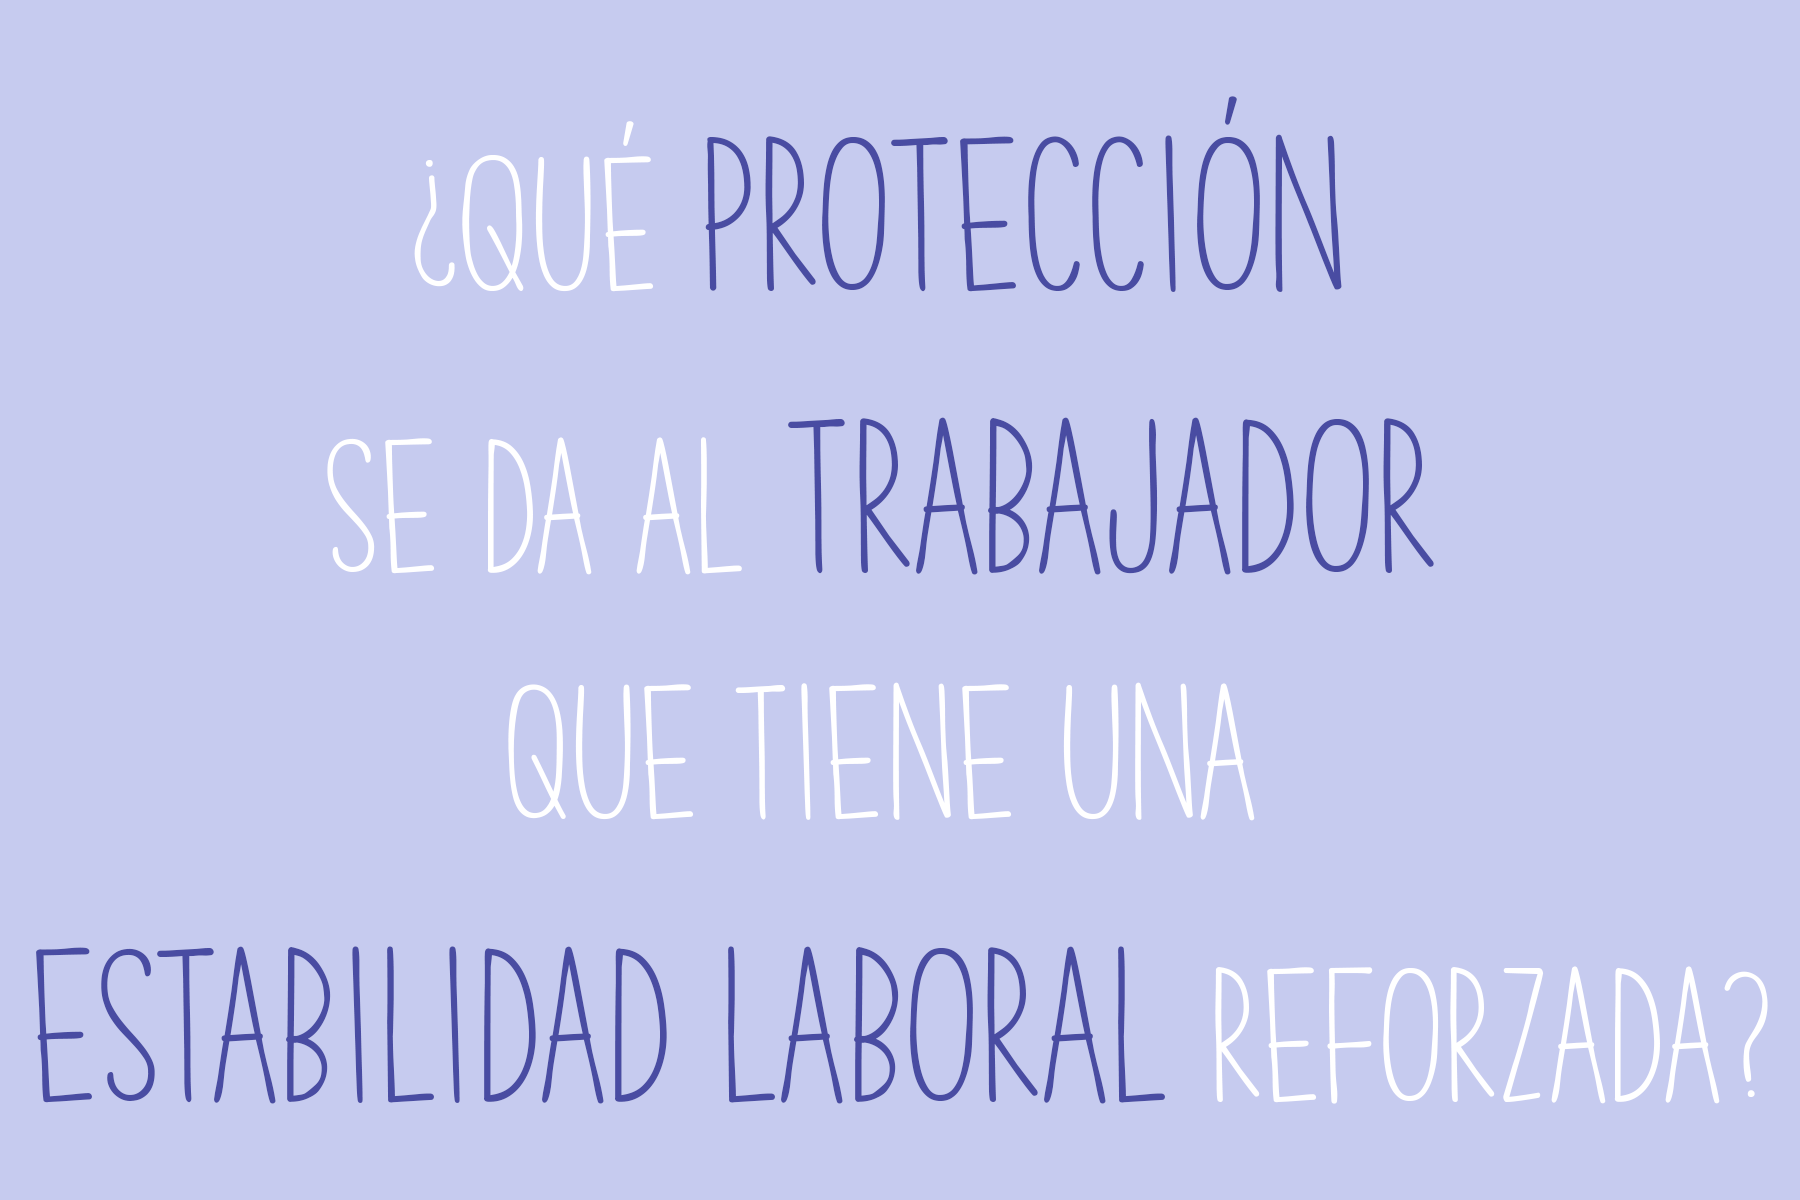 ¿QUÉ PROTECCIÓN
SE DA AL TRABAJADOR
QUE TIENE UNA
ESTABILIDAD LABORAL REFORZADA?